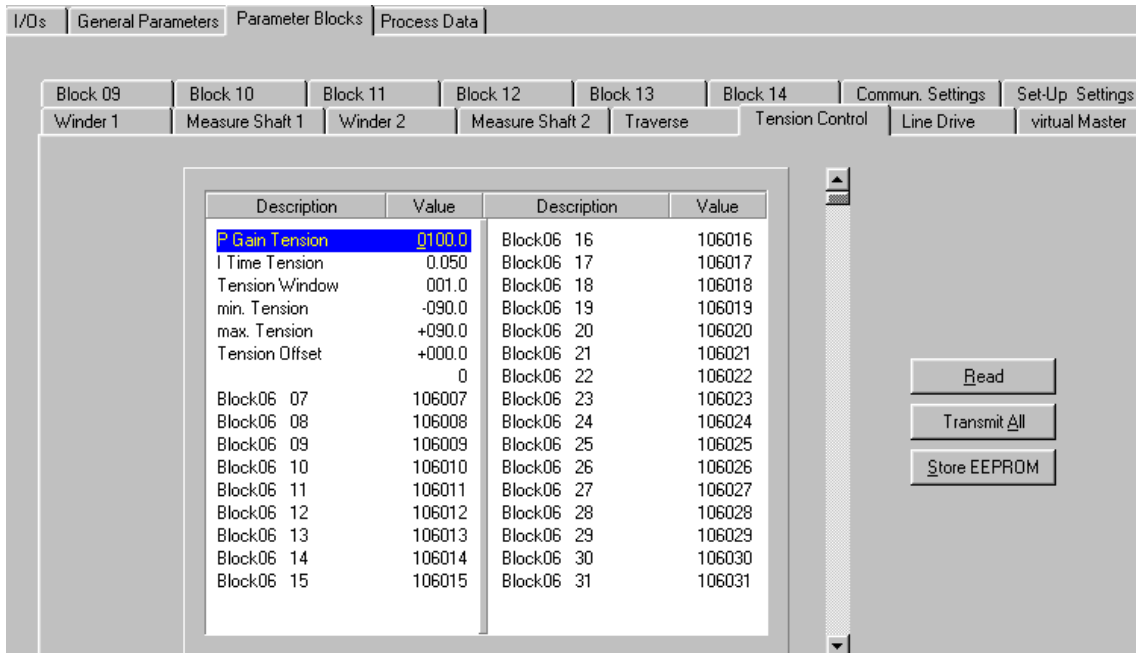 I/Os General Parameters Parameter Blocks Process Data
Block 09 Block 10 Block 11 Block 12 Block 13 Block 14 Commun. Settings Set-Up Settings
Winder 1 Measure Shaft 1 Winder 2 Measure Shaft 2 Traverse Tension Control Line Drive virtual Master
Description Value Description Value
P Gain Tension 0100.0 Block06 16 106016
I Time Tension 0.050 Block06 17 106017
Tension Window 001.0 Block06 18 106018
min. Tension -090.0 Block06 19 106019
max. Tension +090.0 Block06 20 106020
Tension Offset +000.0 Block06 21 106021
0 Block06 22 106022
Block06 07 106007 Block06 23 106023
Block06 08 106008 Block06 24 106024
Block06 09 106009 Block06 25 106025
Block06 10 106010 Block06 26 106026
Block06 11 106011 Block06 27 106027
Block06 12 106012 Block06 28 106028
Block06 13 106013 Block06 29 106029
Block06 14 106014 Block06 30 106030
Block06 15 106015 Block06 31 106031
Read
Transmit All
Store EEPROM